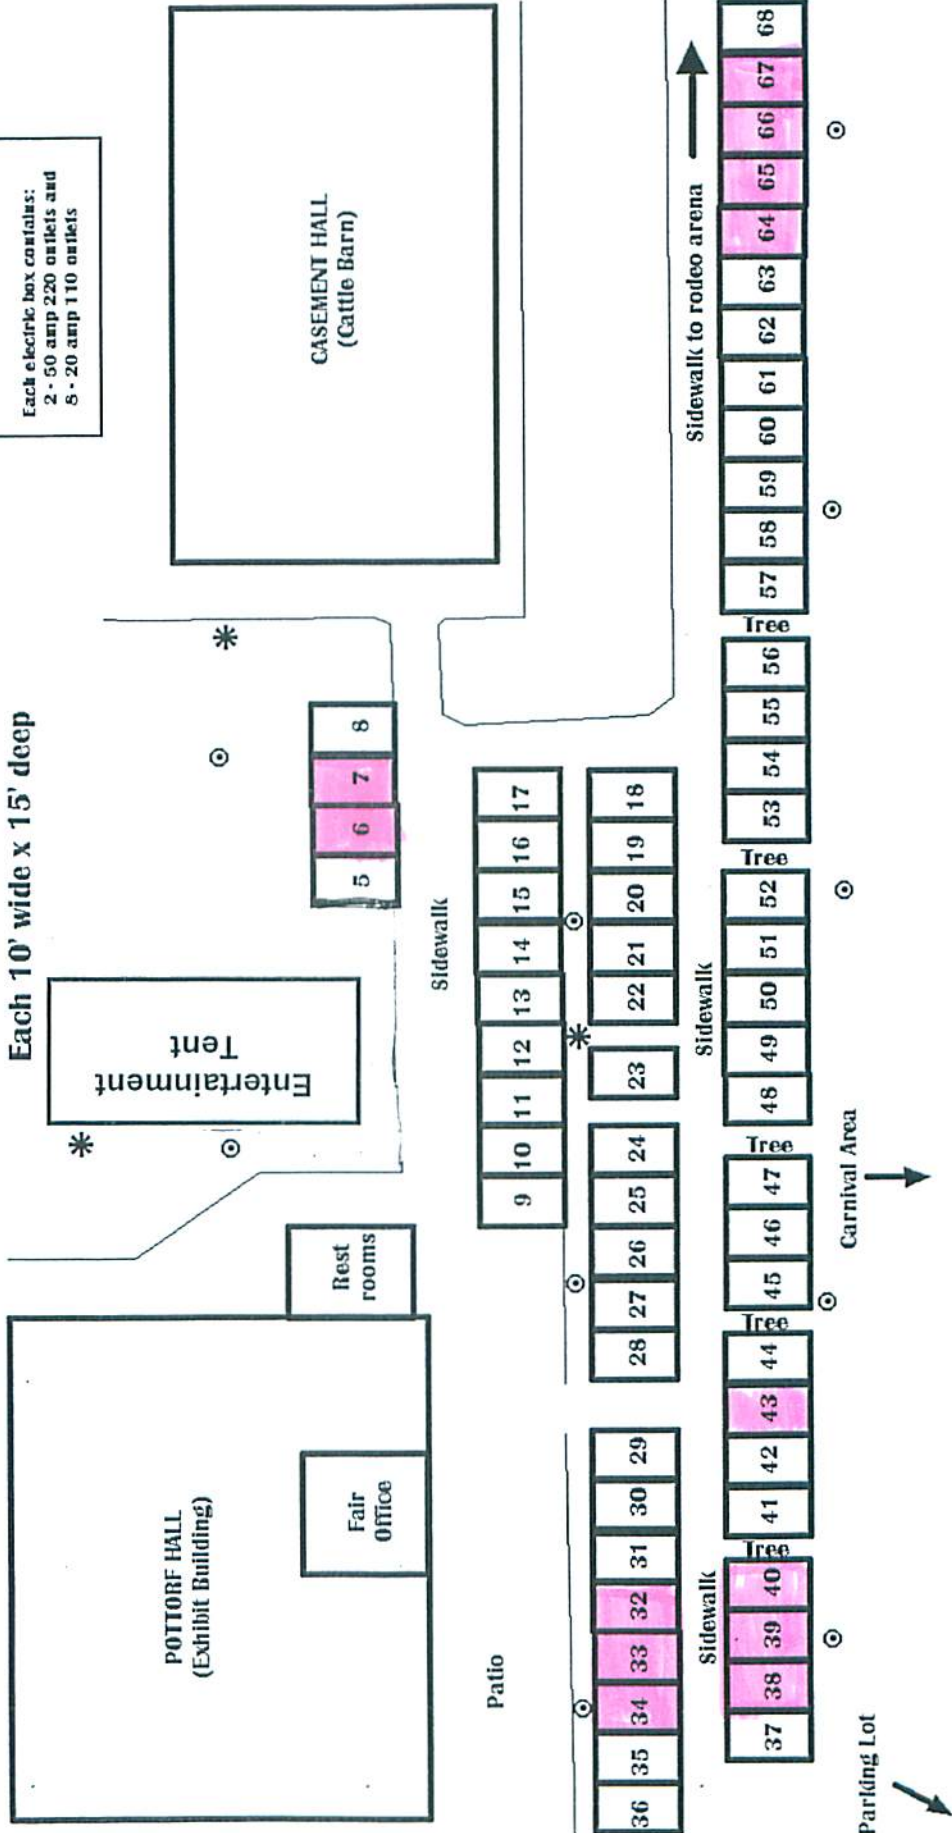 Each 10' wide x 15' deep
Each electric box contains:
2 - 50 amp 220 outlets and
8 - 20 amp 110 outlets
POTTORF HALL
(Exhibit Building)
Fair
Office
Rest
rooms
Entertainment
Tent
CASEMENT HALL
(Cattle Barn)
5 6 7 8
Patio
Sidewalk
9 10 11 12 13 14 15 16 17
36 35 34 33 32 31 30 29 28 27 26 25 24 23 22 21 20 19 18
Sidewalk
Sidewalk
Sidewalk to rodeo arena
37 38 39 40 Tree 41 42 43 44 Tree 45 46 47 Tree 48 49 50 51 52 Tree 53 54 55 56 Tree 57 58 59 60 61 62 63 64 65 66 67 68
Parking Lot
Carnival Area